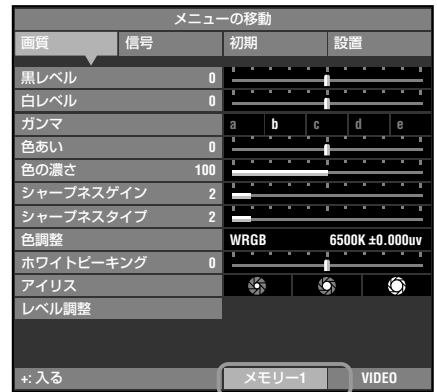 メニューの移動
画質 信号 初期 設置
黒レベル 0
白レベル 0
ガンマ a b c d e
色あい 0
色の濃さ 100
シャープネスゲイン 2
シャープネスタイプ 2
色調整 WRGB 6500K ±0.000uv
ホワイトピーキング 0
アイリス
レベル調整
+: 入る メモリー1 VIDEO